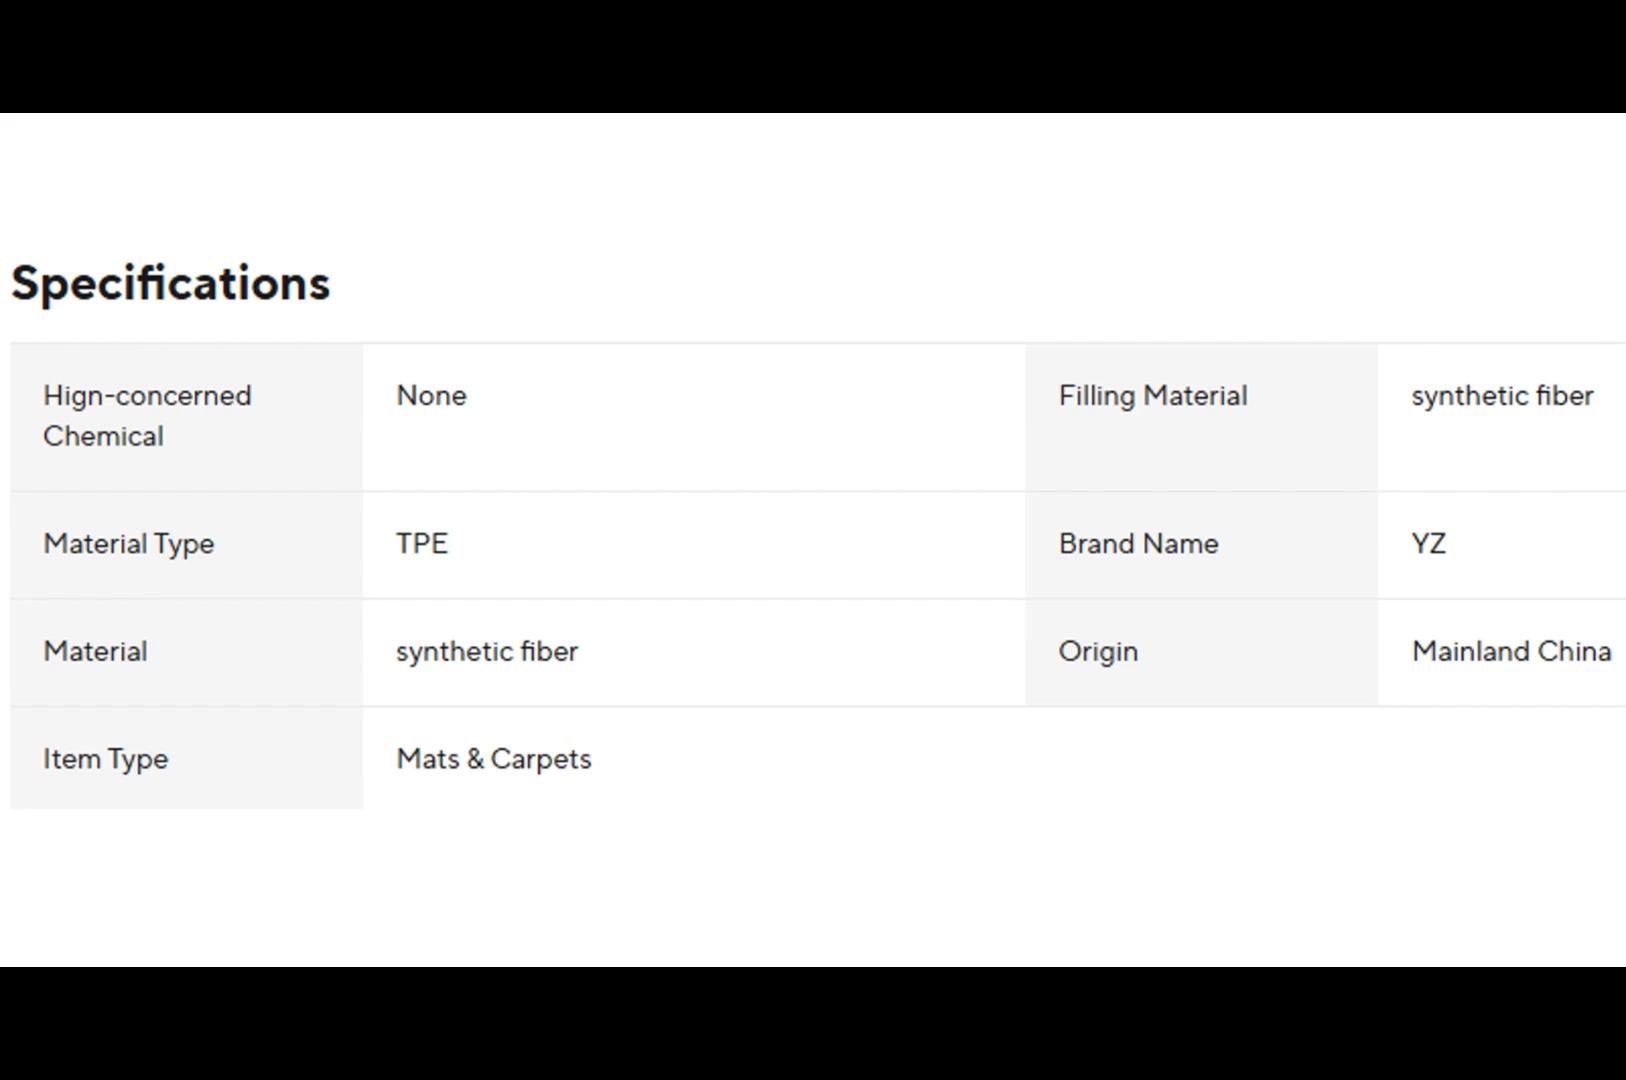 Specifications
Hign-concerned None Filling Material synthetic fiber
Chemical
Material Type TPE Brand Name YZ
Material synthetic fiber Origin Mainland China
Item Type Mats & Carpets